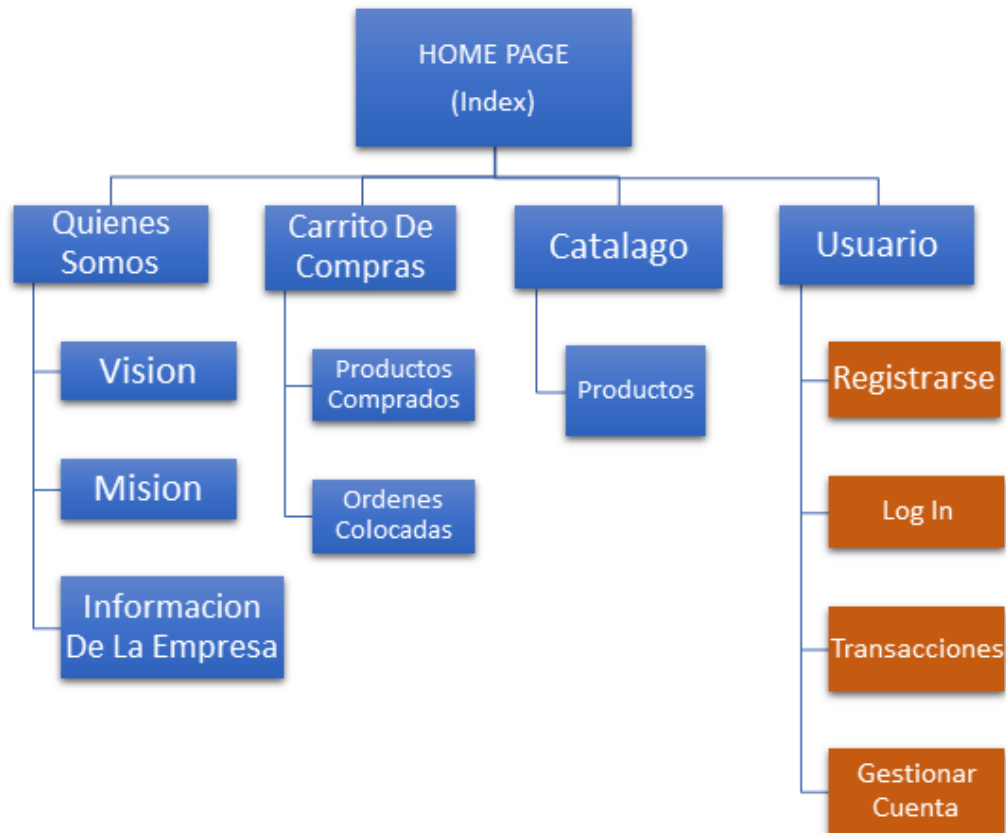 HOME PAGE
(Index)
Quienes
Somos
Vision
Mision
Informacion
De La Empresa
Carrito De
Compras
Productos
Comprados
Ordenes
Colocadas
Catalago
Productos
Usuario
Registrarse
Log In
Transacciones
Gestionar
Cuenta